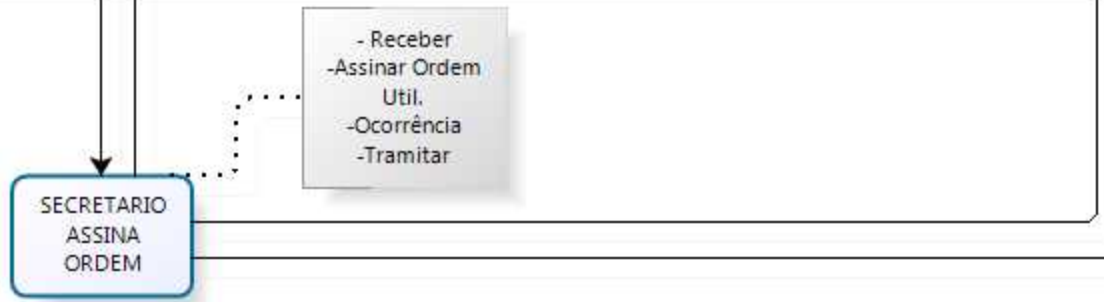 - Receber
-Assinar Ordem
Util.
-Ocorrência
-Tramitar
SECRETARIO
ASSINA
ORDEM